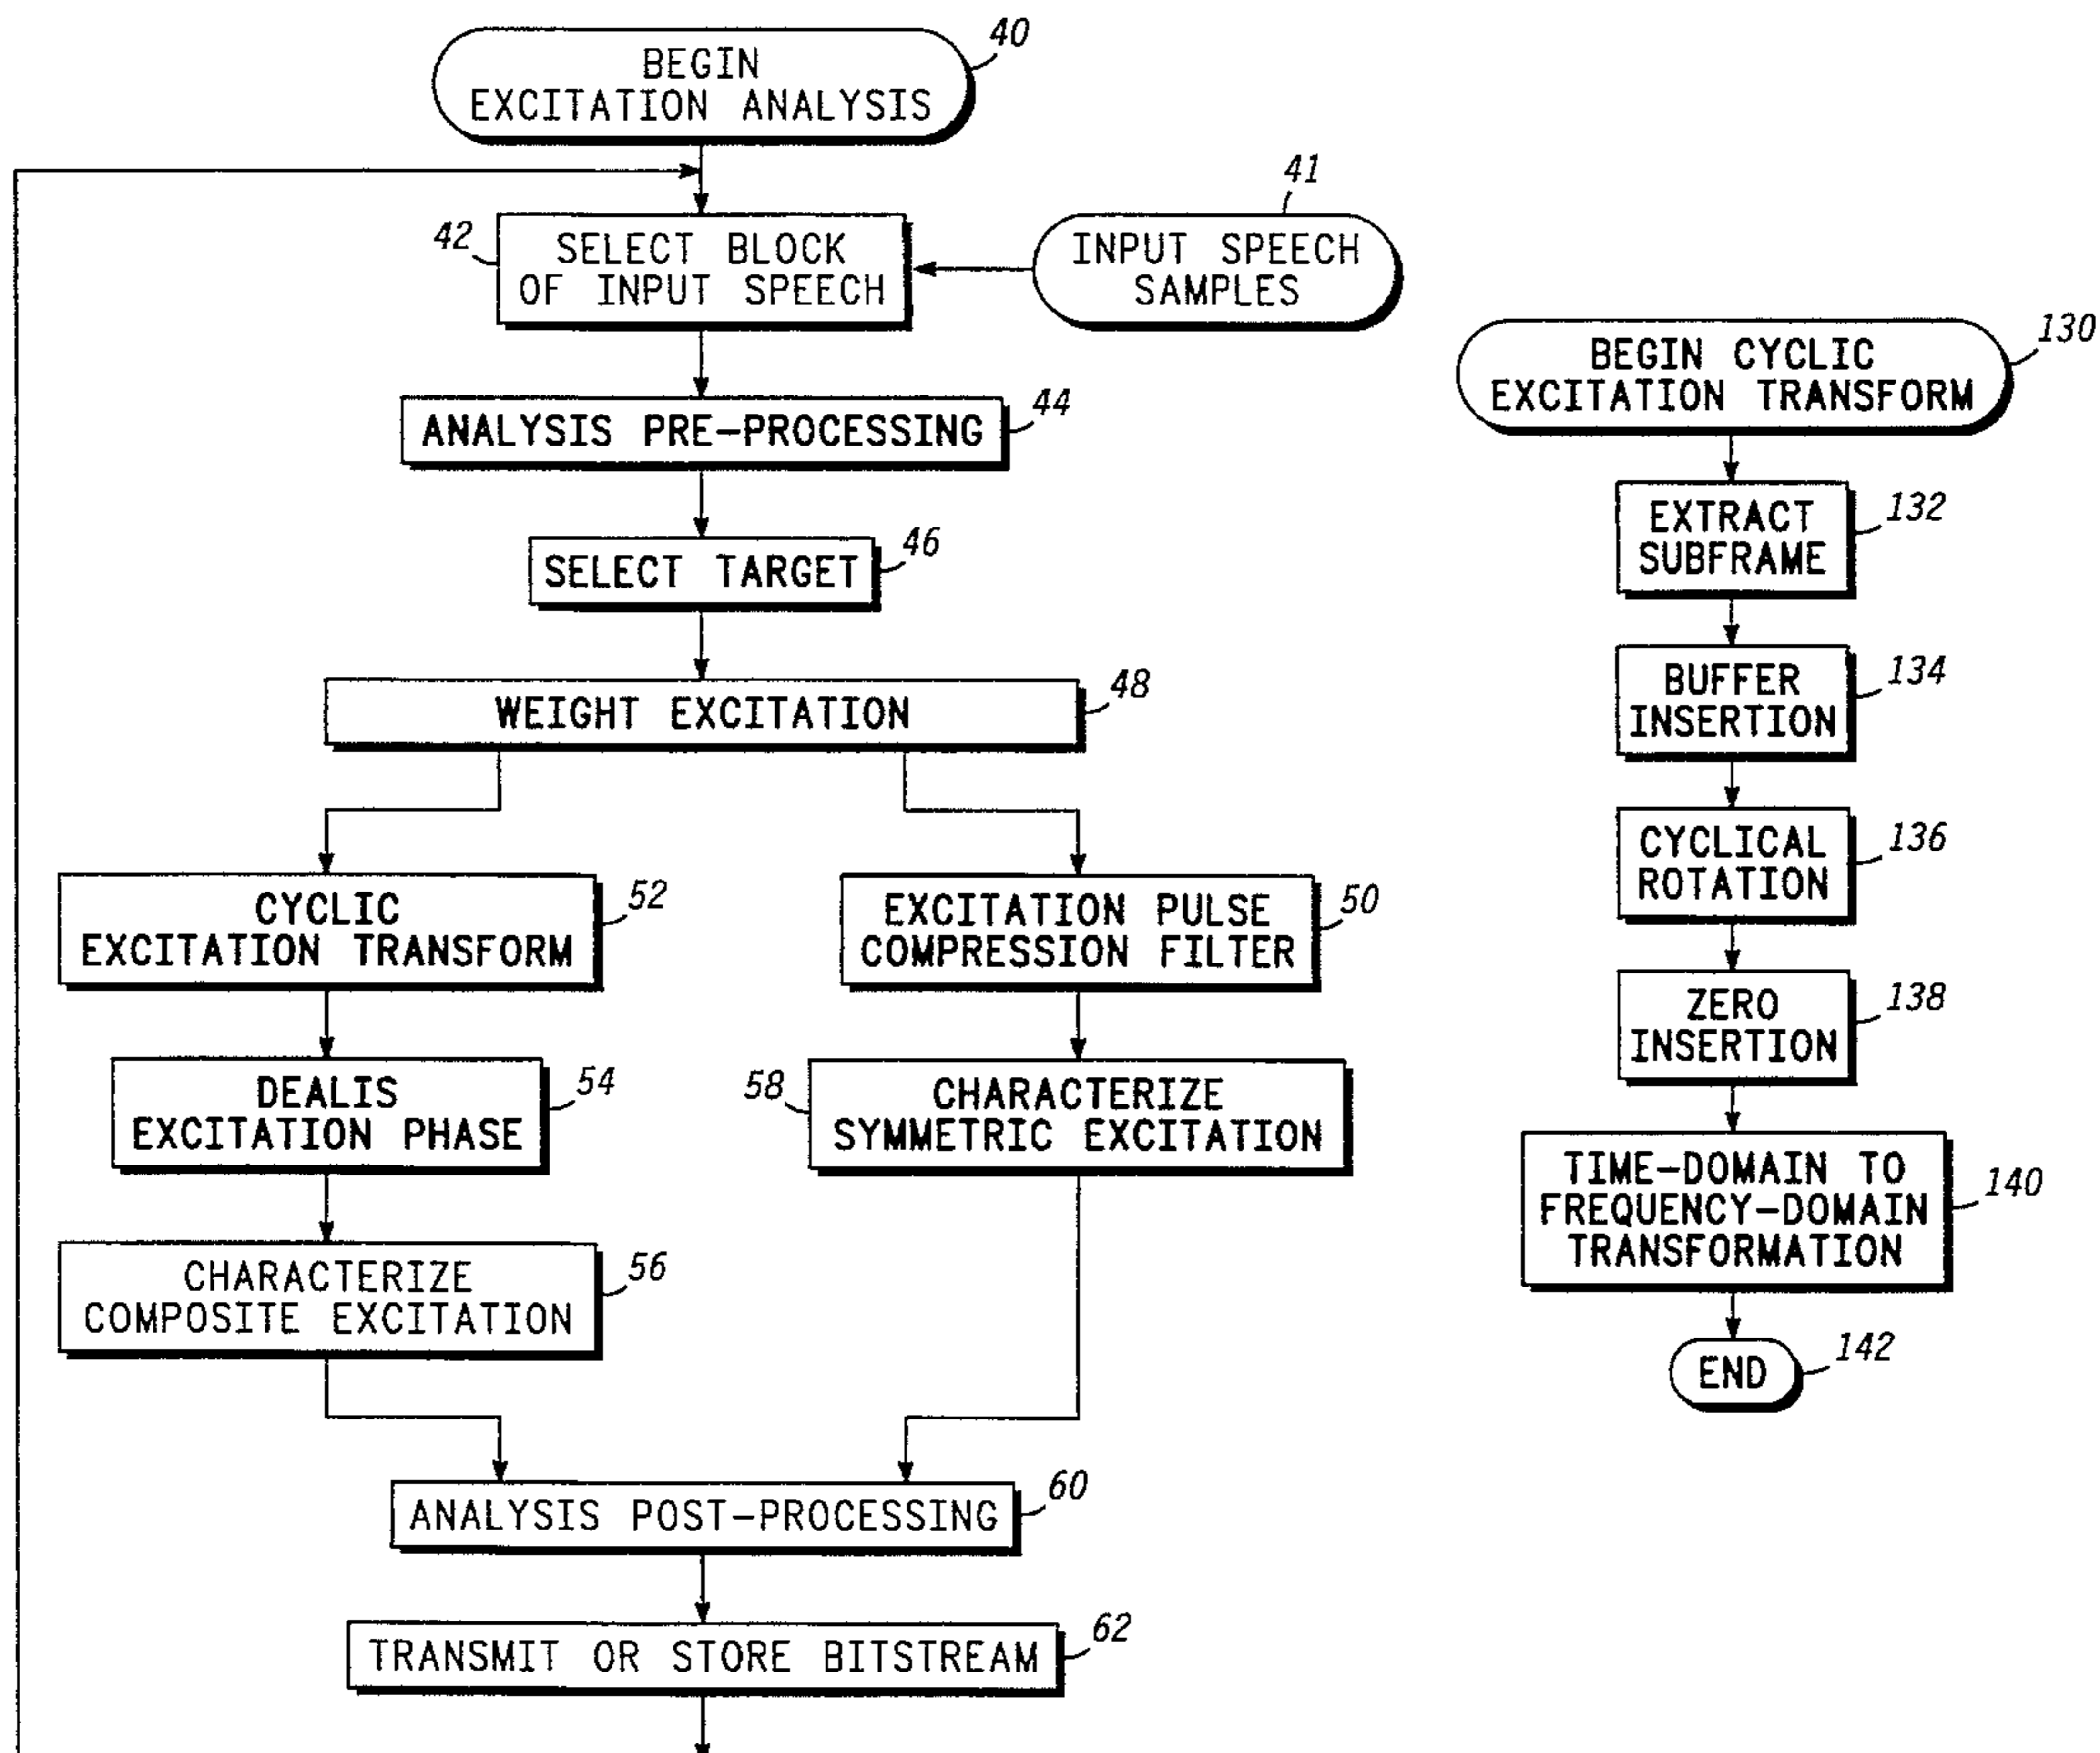 BEGIN
EXCITATION ANALYSIS
40
41
42
SELECT BLOCK
OF INPUT SPEECH
INPUT SPEECH
SAMPLES
ANALYSIS PRE-PROCESSING
44
SELECT TARGET
46
WEIGHT EXCITATION
48
CYCLIC
EXCITATION TRANSFORM
52
EXCITATION PULSE
COMPRESSION FILTER
50
DEALIS
EXCITATION PHASE
54
58
CHARACTERIZE
SYMMETRIC EXCITATION
CHARACTERIZE
COMPOSITE EXCITATION
56
ANALYSIS POST-PROCESSING
60
TRANSMIT OR STORE BITSTREAM
62
BEGIN CYCLIC
EXCITATION TRANSFORM
130
EXTRACT
SUBFRAME
132
BUFFER
INSERTION
134
CYCLICAL
ROTATION
136
ZERO
INSERTION
138
TIME-DOMAIN TO
FREQUENCY-DOMAIN
TRANSFORMATION
140
END
142